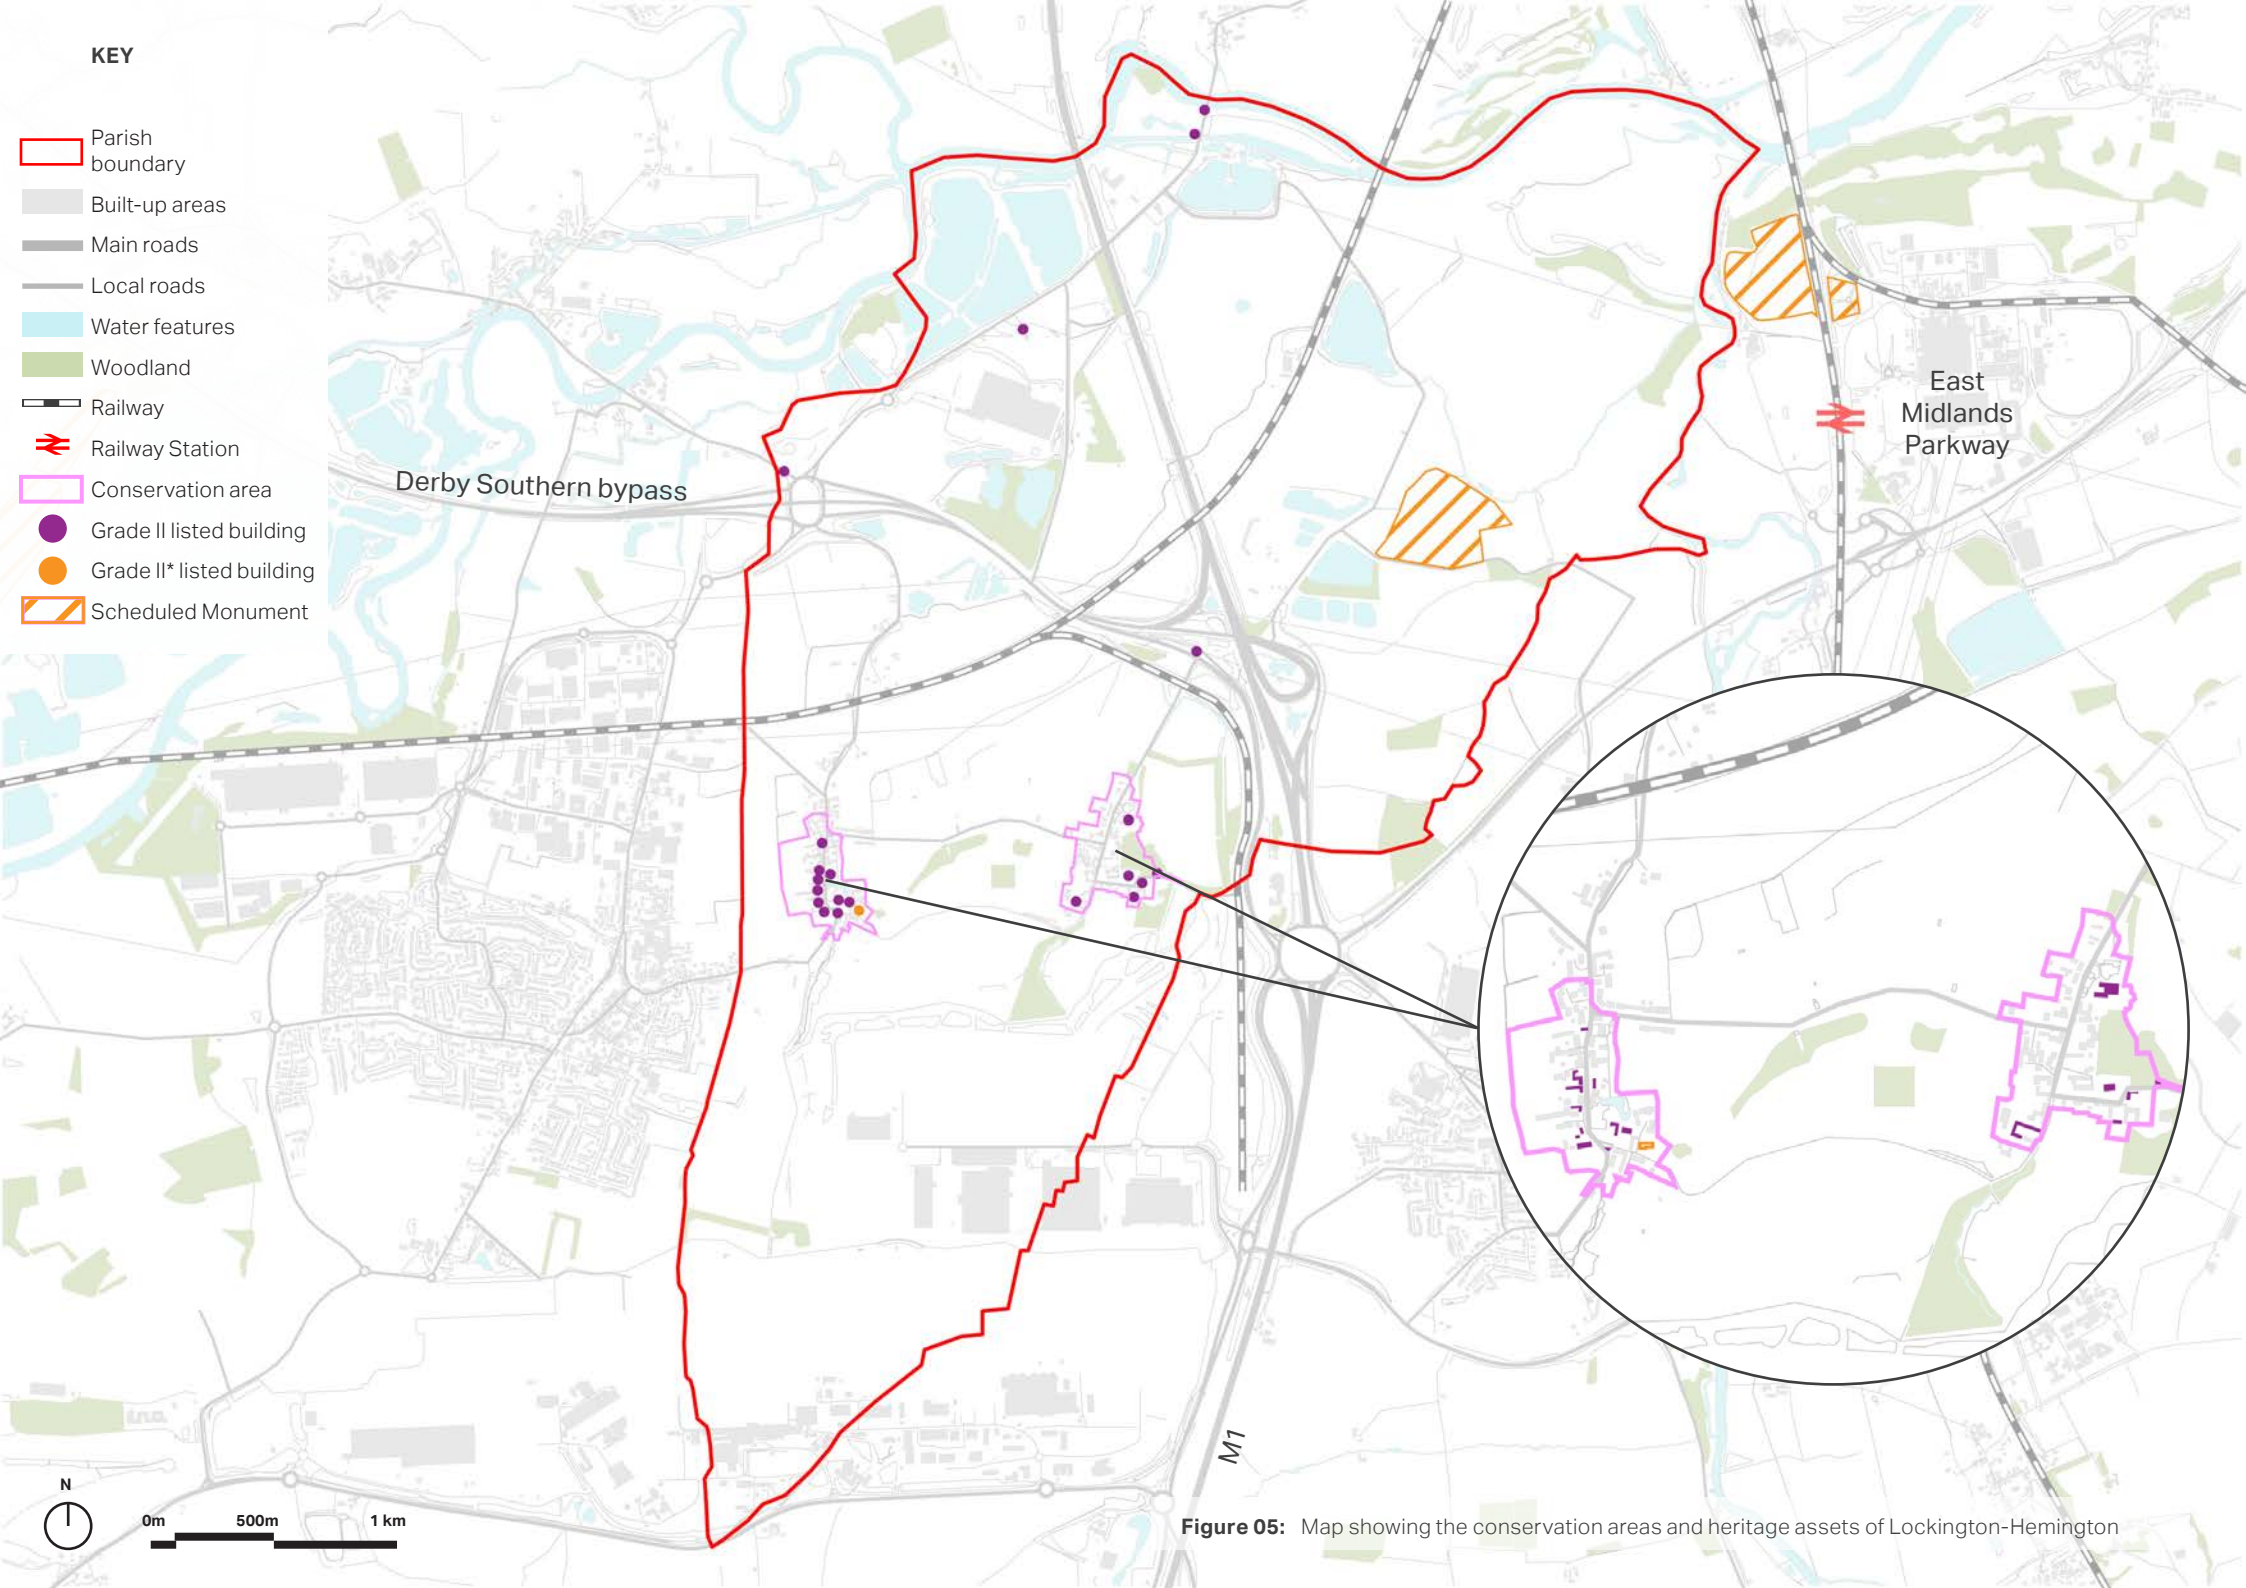 KEY
Parish
boundary
Built-up areas
Main roads
Local roads
Water features
Woodland
Railway
Railway Station
Conservation area
Grade II listed building
Grade II* listed building
Scheduled Monument
Derby Southern bypass
East
Midlands
Parkway
M1
N
0m 500m 1 km
Figure 05: Map showing the conservation areas and heritage assets of Lockington-Hemington